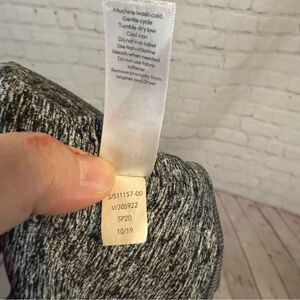 Machine wash cold
Gentle cycle
Tumble dry low
Cool iron
Do not iron label
Use non-chlorine
bleach when needed
Do not use fabric
softener
Remove promptly from
Washer and Dryer
S/511157-00
V/305922
SP20
10/19